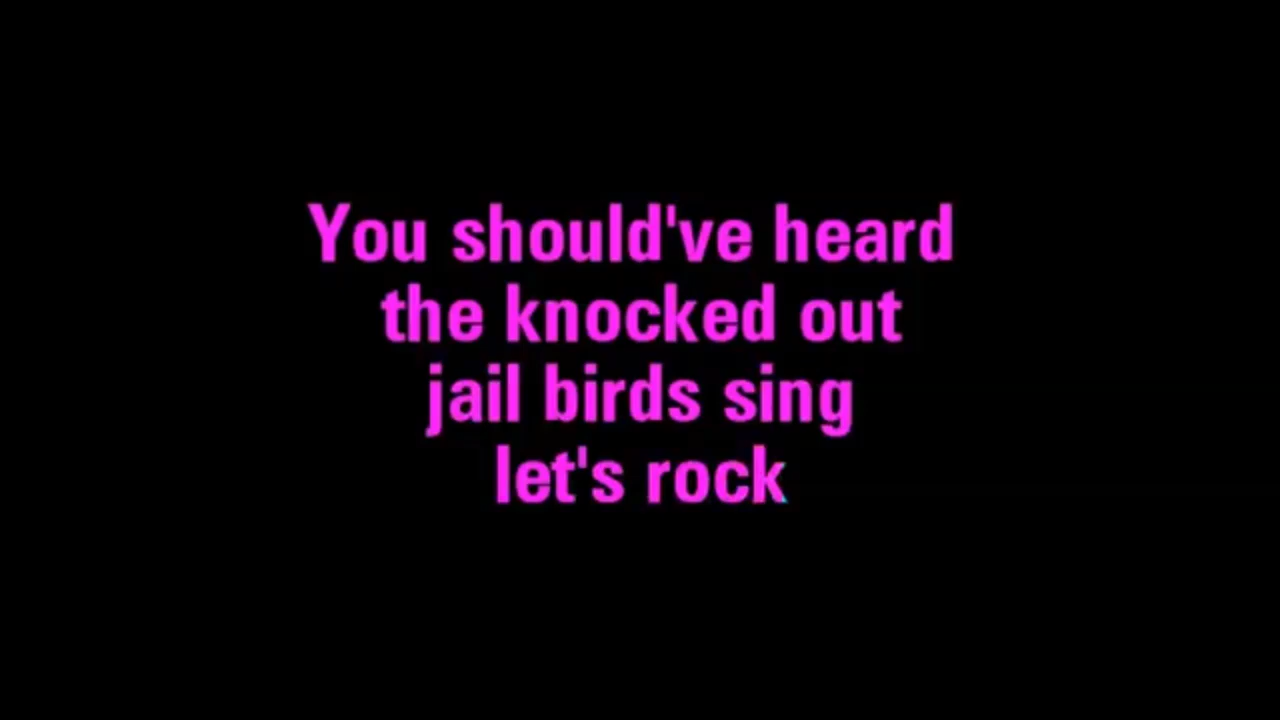 You should've heard
the knocked out
jail birds sing
let's rock